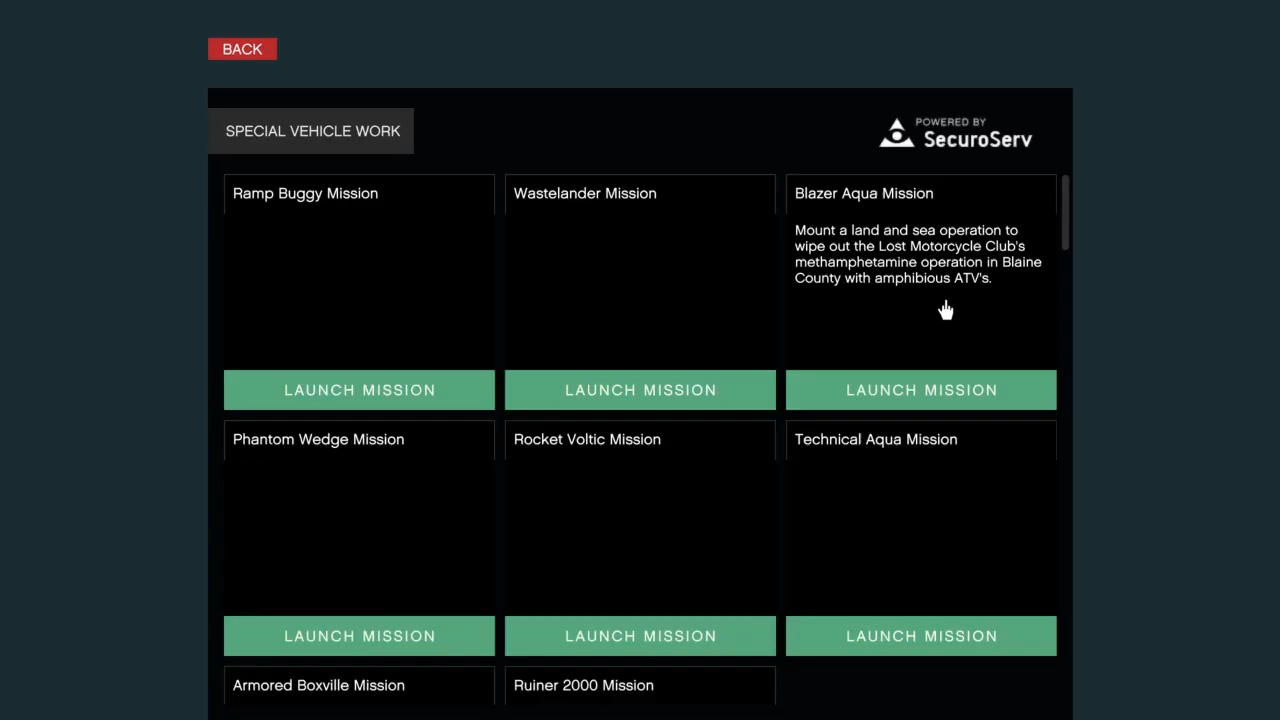 BACK
SPECIAL VEHICLE WORK
POWERED BY
SecuroServ
Ramp Buggy Mission
Wastelander Mission
Blazer Aqua Mission
Mount a land and sea operation to
wipe out the Lost Motorcycle Club's
methamphetamine operation in Blaine
County with amphibious ATV's.
LAUNCH MISSION
LAUNCH MISSION
LAUNCH MISSION
Phantom Wedge Mission
Rocket Voltic Mission
Technical Aqua Mission
LAUNCH MISSION
LAUNCH MISSION
LAUNCH MISSION
Armored Boxville Mission
Ruiner 2000 Mission